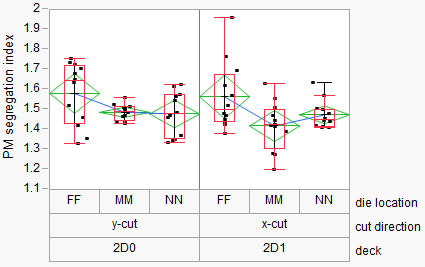 2
1.9
1.8
1.7
1.6
1.5
1.4
1.3
1.2
1.1
PM segregation index
FF MM NN FF MM NN die location
y-cut x-cut cut direction
2D0 2D1 deck